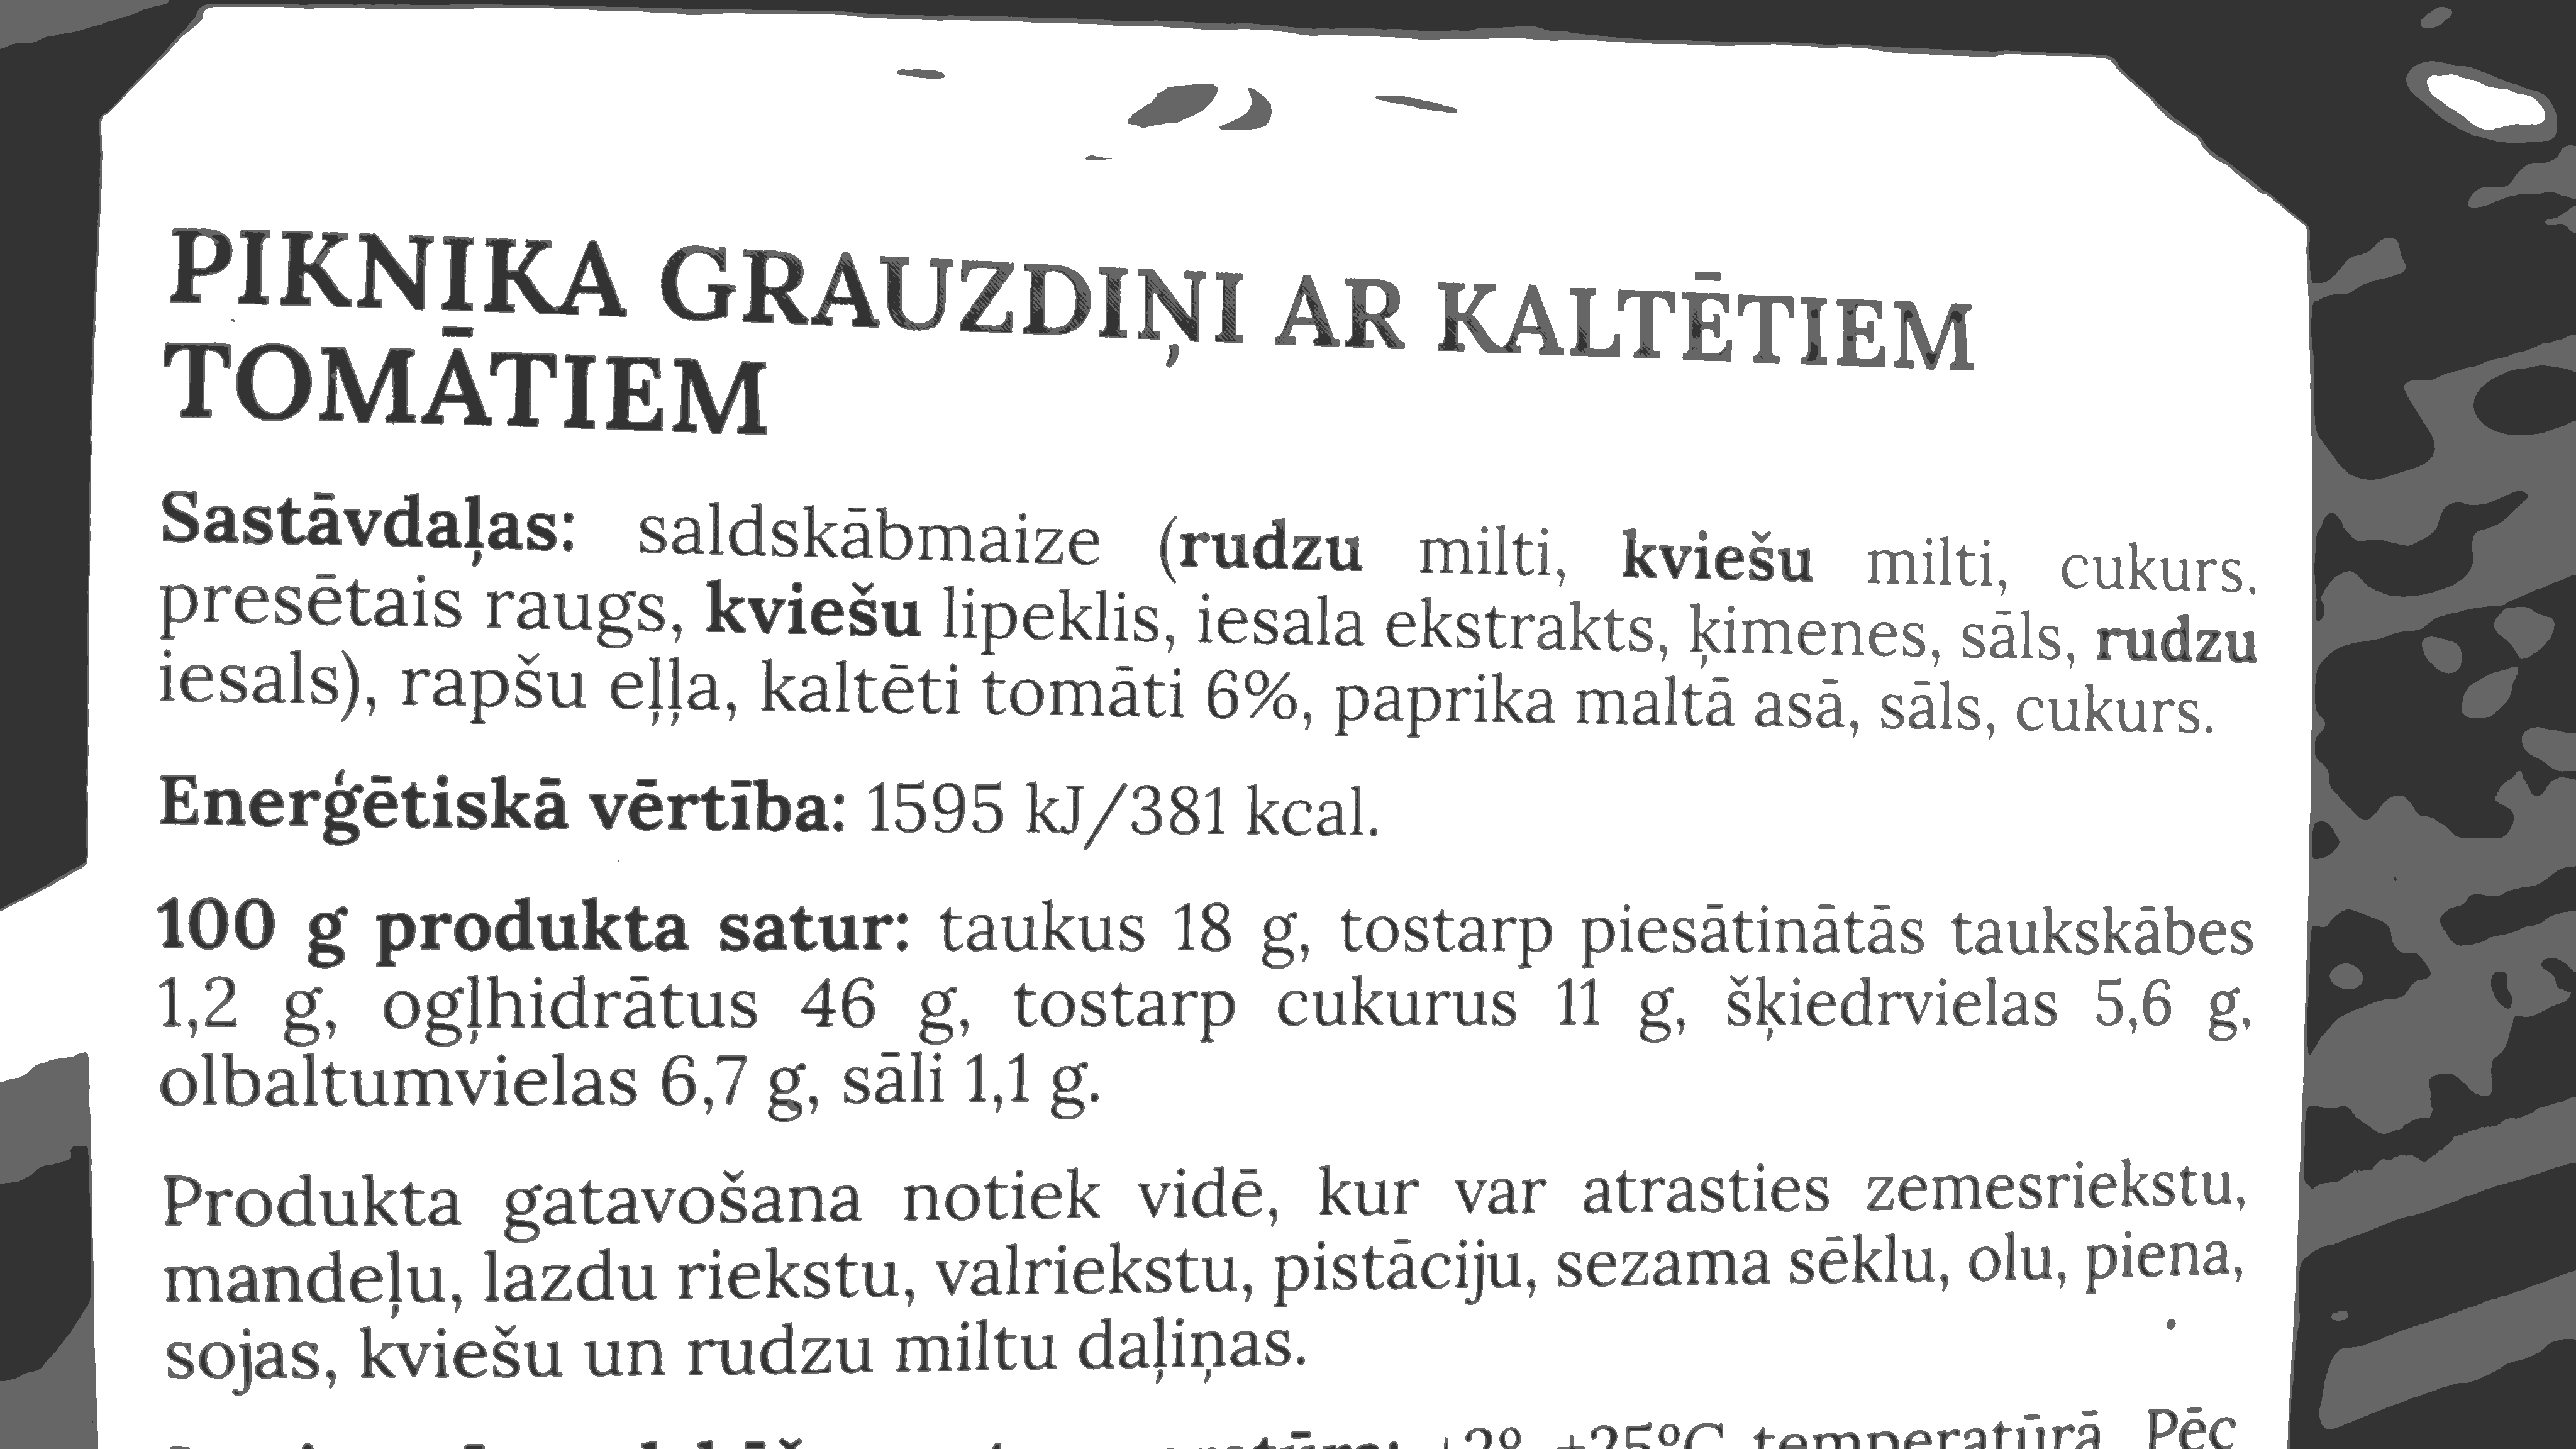 PIKNIKA GRAUZDIŅI AR KALTĒTIEM
TOMĀTIEM
Sastāvdaļas: saldskābmaize (rudzu milti, kviešu milti, cukurs,
presētais raugs, kviešu lipeklis, iesala ekstrakts, ķimenes, sāls, rudzu
iesals), rapšu eļļa, kaltēti tomāti 6%, paprika maltā asā, sāls, cukurs.
Enerģētiskā vērtība: 1595 kJ/381 kcal.
100 g produkta satur: taukus 18 g, tostarp piesātinātās taukskābes
1,2 g, ogļhidrātus 46 g, tostarp cukurus 11 g, šķiedrvielas 5,6 g,
olbaltumvielas 6,7 g, sāli 1,1 g.
Produkta gatavošana notiek vidē, kur var atrasties zemesriekstu,
mandeļu, lazdu riekstu, valriekstu, pistāciju, sezama sēklu, olu, piena,
sojas, kviešu un rudzu miltu daļiņas.
+25°C temperatūrā. Pēc